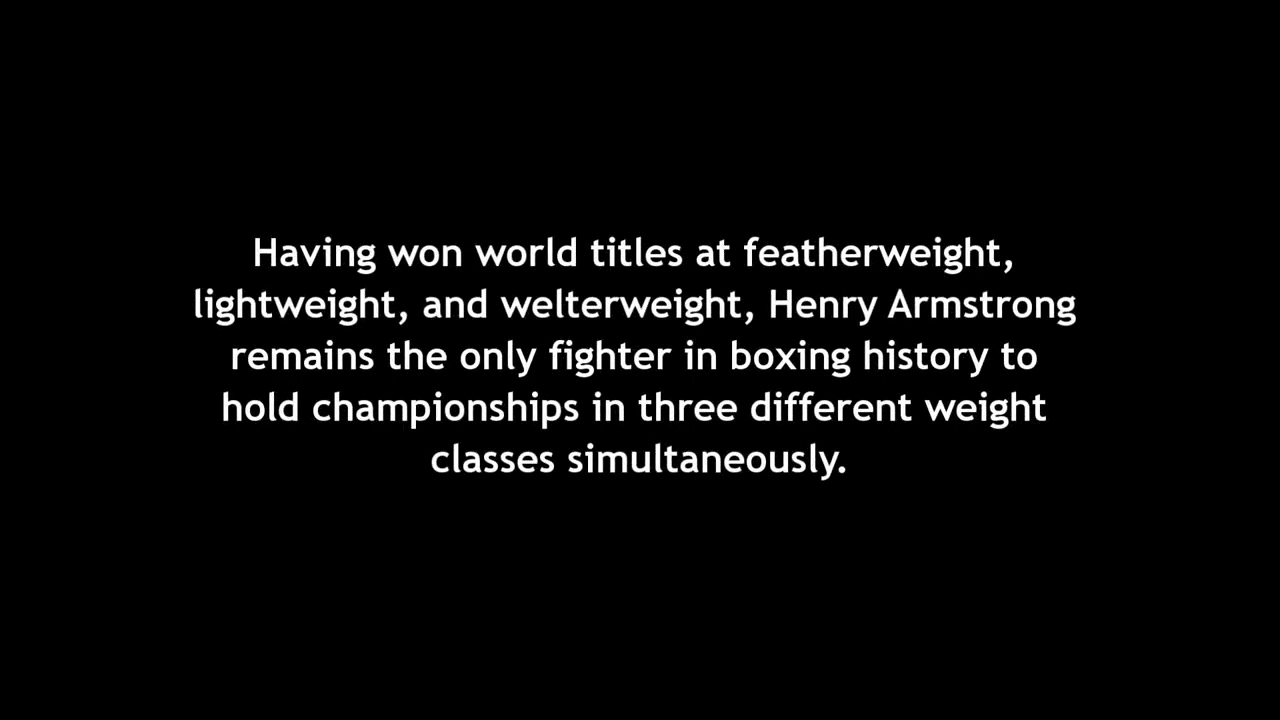 Having won world titles at featherweight,
lightweight, and welterweight, Henry Armstrong
remains the only fighter in boxing history to
hold championships in three different weight
classes simultaneously.